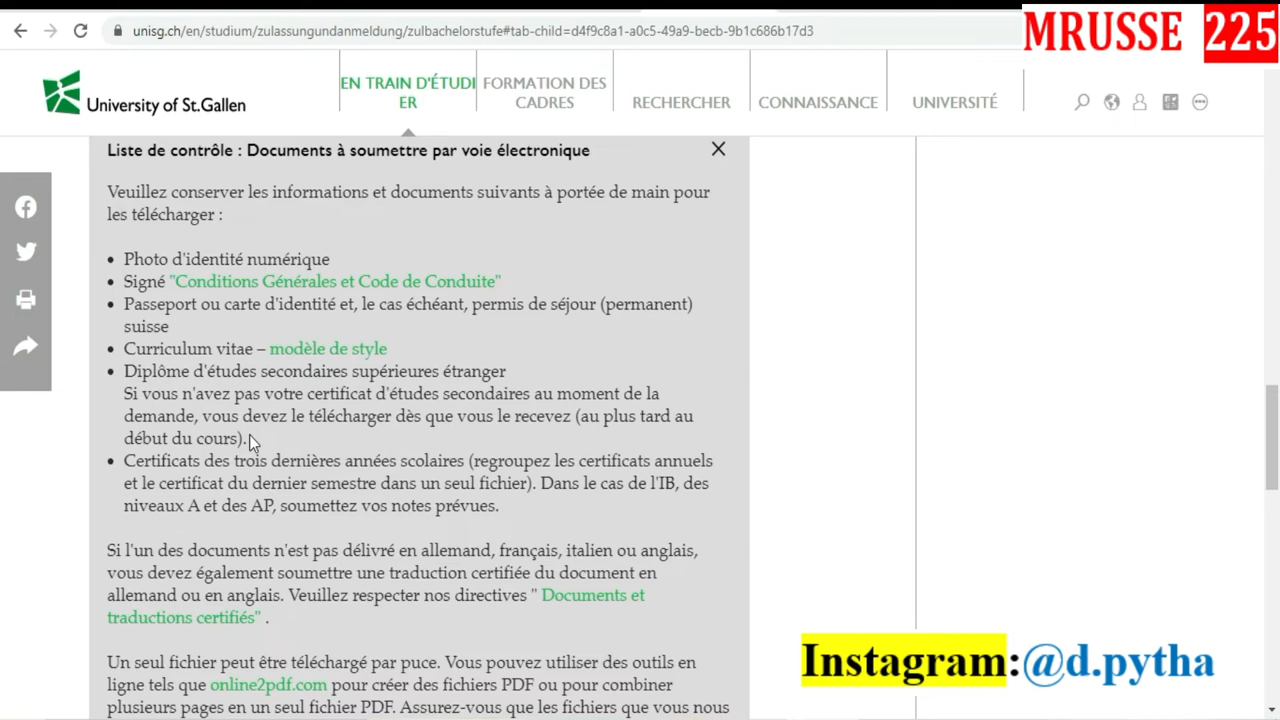 unisg.ch/en/studium/zulassungundanmeldung/zulbachelorstufe#tab-child=d4f9c8a1-a0c5-49a9-becb-9b1c686b17d3
MRUSSE 225
University of St.Gallen
EN TRAIN D'ÉTUDI
ER
FORMATION DES
CADRES
RECHERCHER
CONNAISSANCE
UNIVERSITÉ
Liste de contrôle : Documents à soumettre par voie électronique
Veuillez conserver les informations et documents suivants à portée de main pour
les télécharger :
• Photo d'identité numérique
• Signé "Conditions Générales et Code de Conduite"
• Passeport ou carte d'identité et, le cas échéant, permis de séjour (permanent)
suisse
• Curriculum vitae – modèle de style
• Diplôme d'études secondaires supérieures étranger
Si vous n'avez pas votre certificat d'études secondaires au moment de la
demande, vous devez le télécharger dès que vous le recevez (au plus tard au
début du cours).
• Certificats des trois dernières années scolaires (regroupez les certificats annuels
et le certificat du dernier semestre dans un seul fichier). Dans le cas de l'IB, des
niveaux A et des AP, soumettez vos notes prévues.
Si l'un des documents n'est pas délivré en allemand, français, italien ou anglais,
vous devez également soumettre une traduction certifiée du document en
allemand ou en anglais. Veuillez respecter nos directives " Documents et
traductions certifiés" .
Un seul fichier peut être téléchargé par puce. Vous pouvez utiliser des outils en
ligne tels que online2pdf.com pour créer des fichiers PDF ou pour combiner
plusieurs pages en un seul fichier PDF. Assurez-vous que les fichiers que vous nous
Instagram:@d.pytha